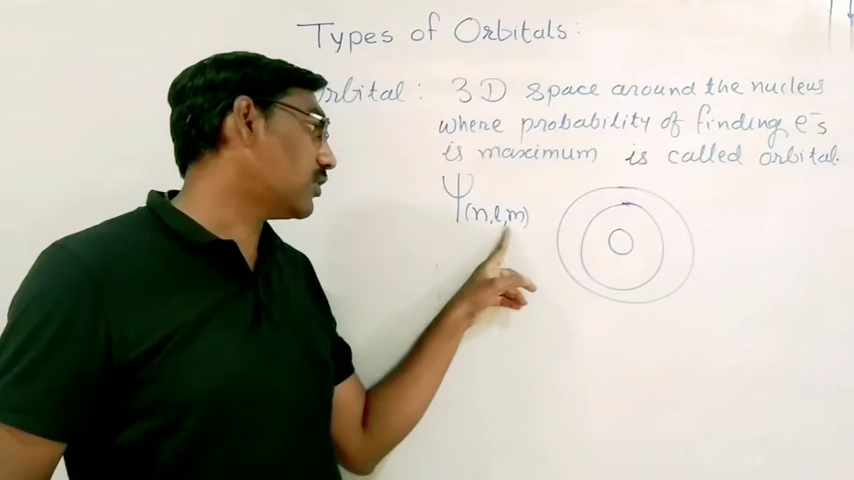 Types of Orbitals:
rbital : 3D space around the nucleus
where probability of finding e⁻s
is maximum is called orbital.
Ψ(n,l,m)